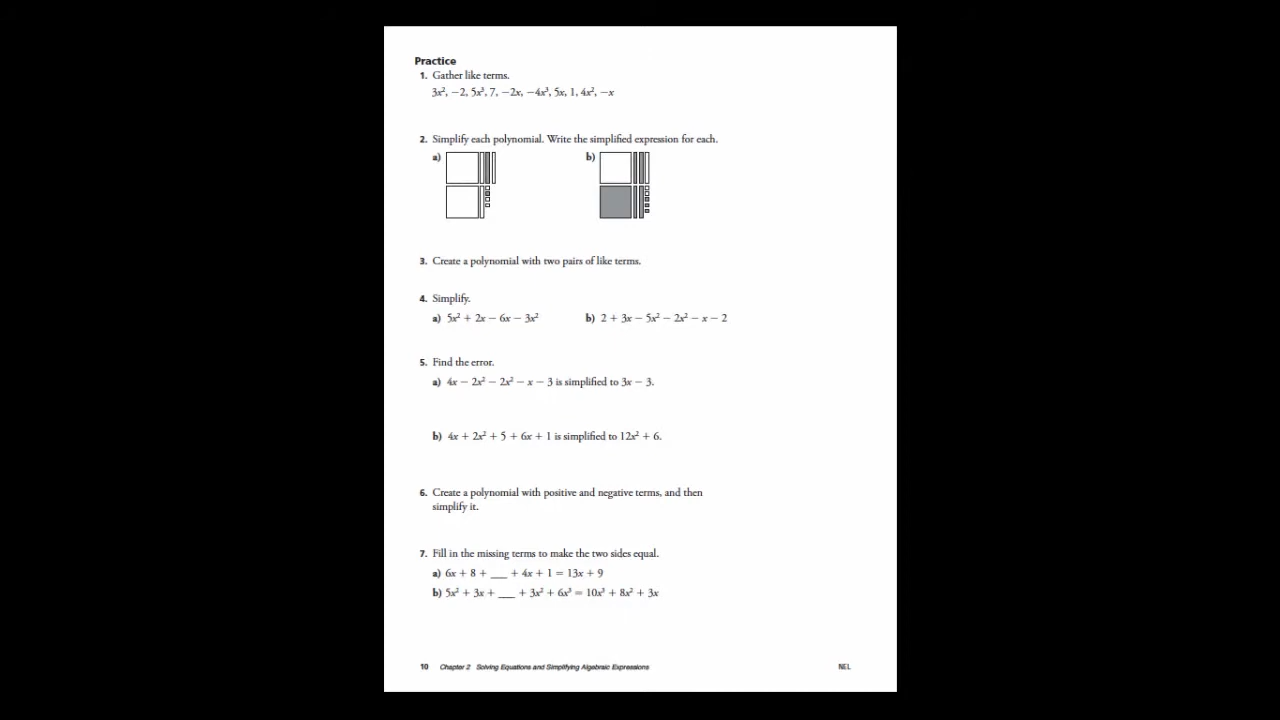 Practice
1. Gather like terms.
3x², −2, 5x³, 7, −2x, −4x³, 5x, 1, 4x², −x
2. Simplify each polynomial. Write the simplified expression for each.
a) b)
3. Create a polynomial with two pairs of like terms.
4. Simplify.
a) 5x² + 2x − 6x − 3x² b) 2 + 3x − 5x² − 2x² − x − 2
5. Find the error.
a) 4x − 2x² − 2x² − x − 3 is simplified to 3x − 3.
b) 4x + 2x² + 5 + 6x + 1 is simplified to 12x² + 6.
6. Create a polynomial with positive and negative terms, and then
simplify it.
7. Fill in the missing terms to make the two sides equal.
a) 6x + 8 + ___ + 4x + 1 = 13x + 9
b) 5x² + 3x + ___ + 3x² + 6x³ = 10x³ + 8x² + 3x
10 Chapter 2 Solving Equations and Simplifying Algebraic Expressions NEL